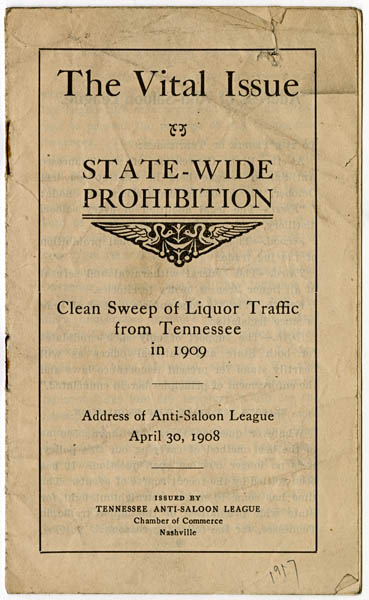 The Vital Issue
STATE-WIDE
PROHIBITION
Clean Sweep of Liquor Traffic
from Tennessee
in 1909
Address of Anti-Saloon League
April 30, 1908
ISSUED BY
TENNESSEE ANTI-SALOON LEAGUE
Chamber of Commerce
Nashville
1917